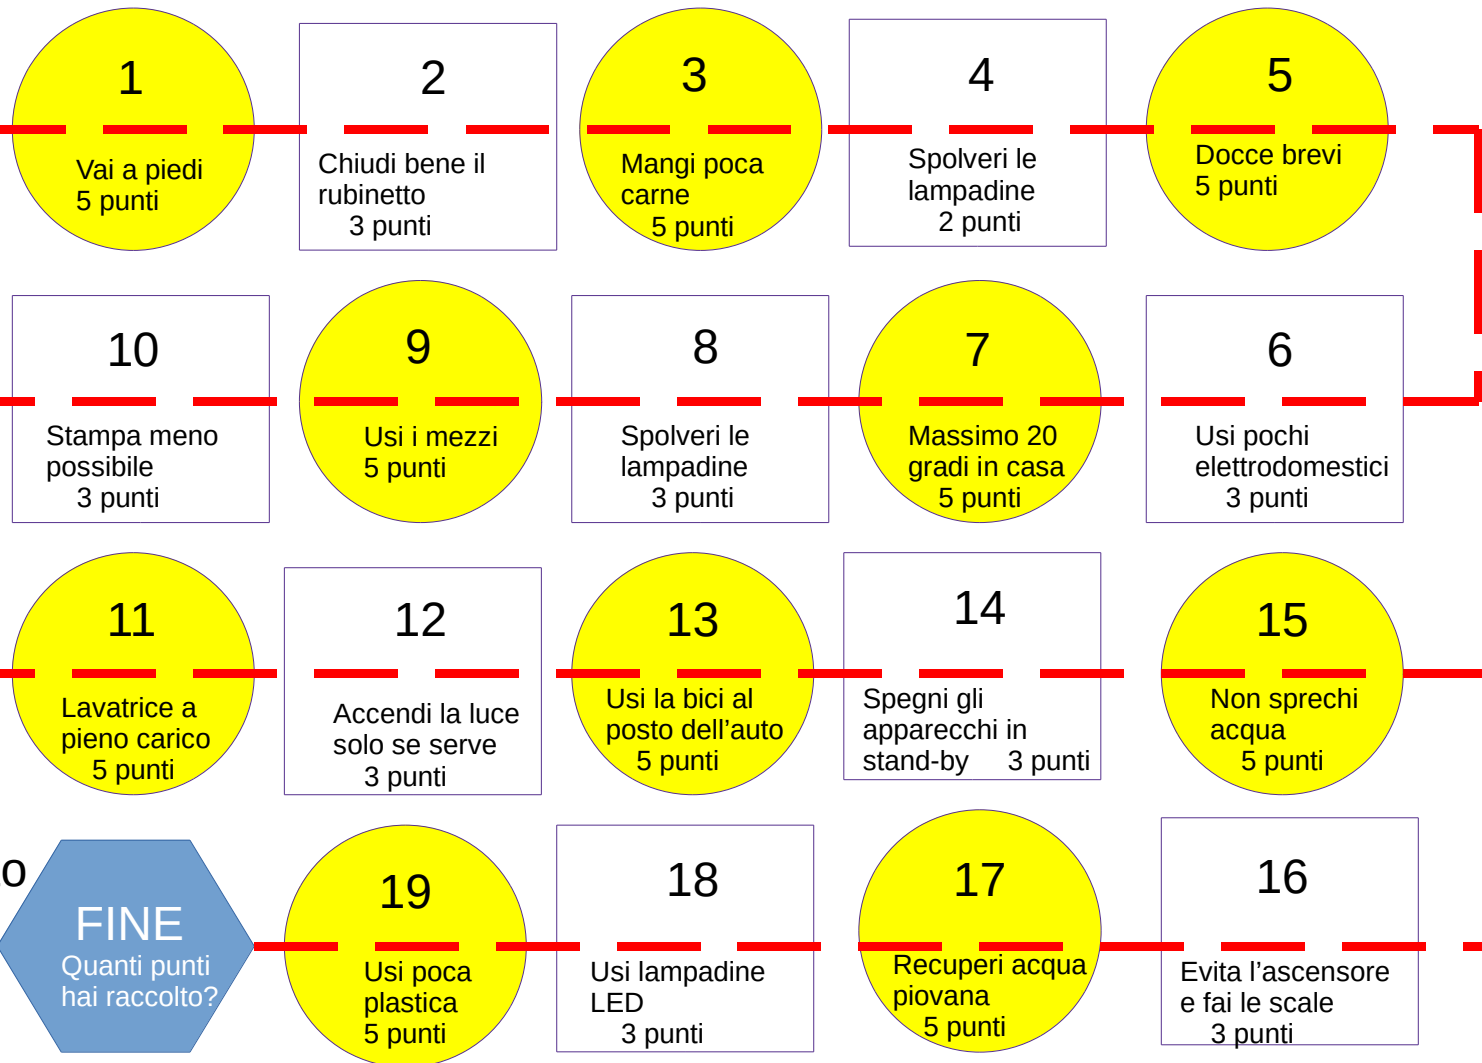 1
Vai a piedi
5 punti
2
Chiudi bene il
rubinetto
3 punti
3
Mangi poca
carne
5 punti
4
Spolveri le
lampadine
2 punti
5
Docce brevi
5 punti
10
Stampa meno
possibile
3 punti
9
Usi i mezzi
5 punti
8
Spolveri le
lampadine
3 punti
7
Massimo 20
gradi in casa
5 punti
6
Usi pochi
elettrodomestici
3 punti
11
Lavatrice a
pieno carico
5 punti
12
Accendi la luce
solo se serve
3 punti
13
Usi la bici al
posto dell’auto
5 punti
14
Spegni gli
apparecchi in
stand-by 3 punti
15
Non sprechi
acqua
5 punti
FINE
Quanti punti
hai raccolto?
19
Usi poca
plastica
5 punti
18
Usi lampadine
LED
3 punti
17
Recuperi acqua
piovana
5 punti
16
Evita l’ascensore
e fai le scale
3 punti